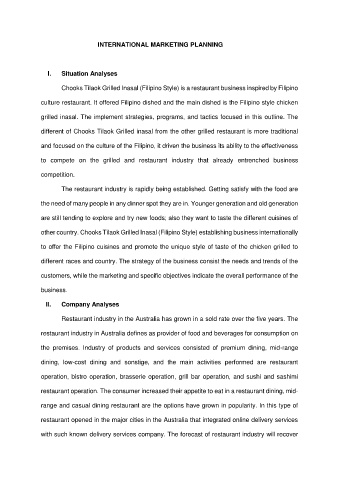 INTERNATIONAL MARKETING PLANNING
I. Situation Analyses
Chooks Tilaok Grilled Inasal (Filipino Style) is a restaurant business inspired by Filipino
culture restaurant. It offered Filipino dished and the main dished is the Filipino style chicken
grilled inasal. The implement strategies, programs, and tactics focused in this outline. The
different of Chooks Tilaok Grilled inasal from the other grilled restaurant is more traditional
and focused on the culture of the Filipino, it driven the business its ability to the effectiveness
to compete on the grilled and restaurant industry that already entrenched business
competition.
The restaurant industry is rapidly being established. Getting satisfy with the food are
the need of many people in any dinner spot they are in. Younger generation and old generation
are still tending to explore and try new foods; also they want to taste the different cuisines of
other country. Chooks Tilaok Grilled Inasal (Filipino Style) establishing business internationally
to offer the Filipino cuisines and promote the unique style of taste of the chicken grilled to
different races and country. The strategy of the business consist the needs and trends of the
customers, while the marketing and specific objectives indicate the overall performance of the
business.
II. Company Analyses
Restaurant industry in the Australia has grown in a sold rate over the five years. The
restaurant industry in Australia defines as provider of food and beverages for consumption on
the premises. Industry of products and services consisted of premium dining, mid-range
dining, low-cost dining and sonstige, and the main activities performed are restaurant
operation, bistro operation, brasserie operation, grill bar operation, and sushi and sashimi
restaurant operation. The consumer increased their appetite to eat in a restaurant dining, mid-
range and casual dining restaurant are the options have grown in popularity. In this type of
restaurant opened in the major cities in the Australia that integrated online delivery services
with such known delivery services company. The forecast of restaurant industry will recover